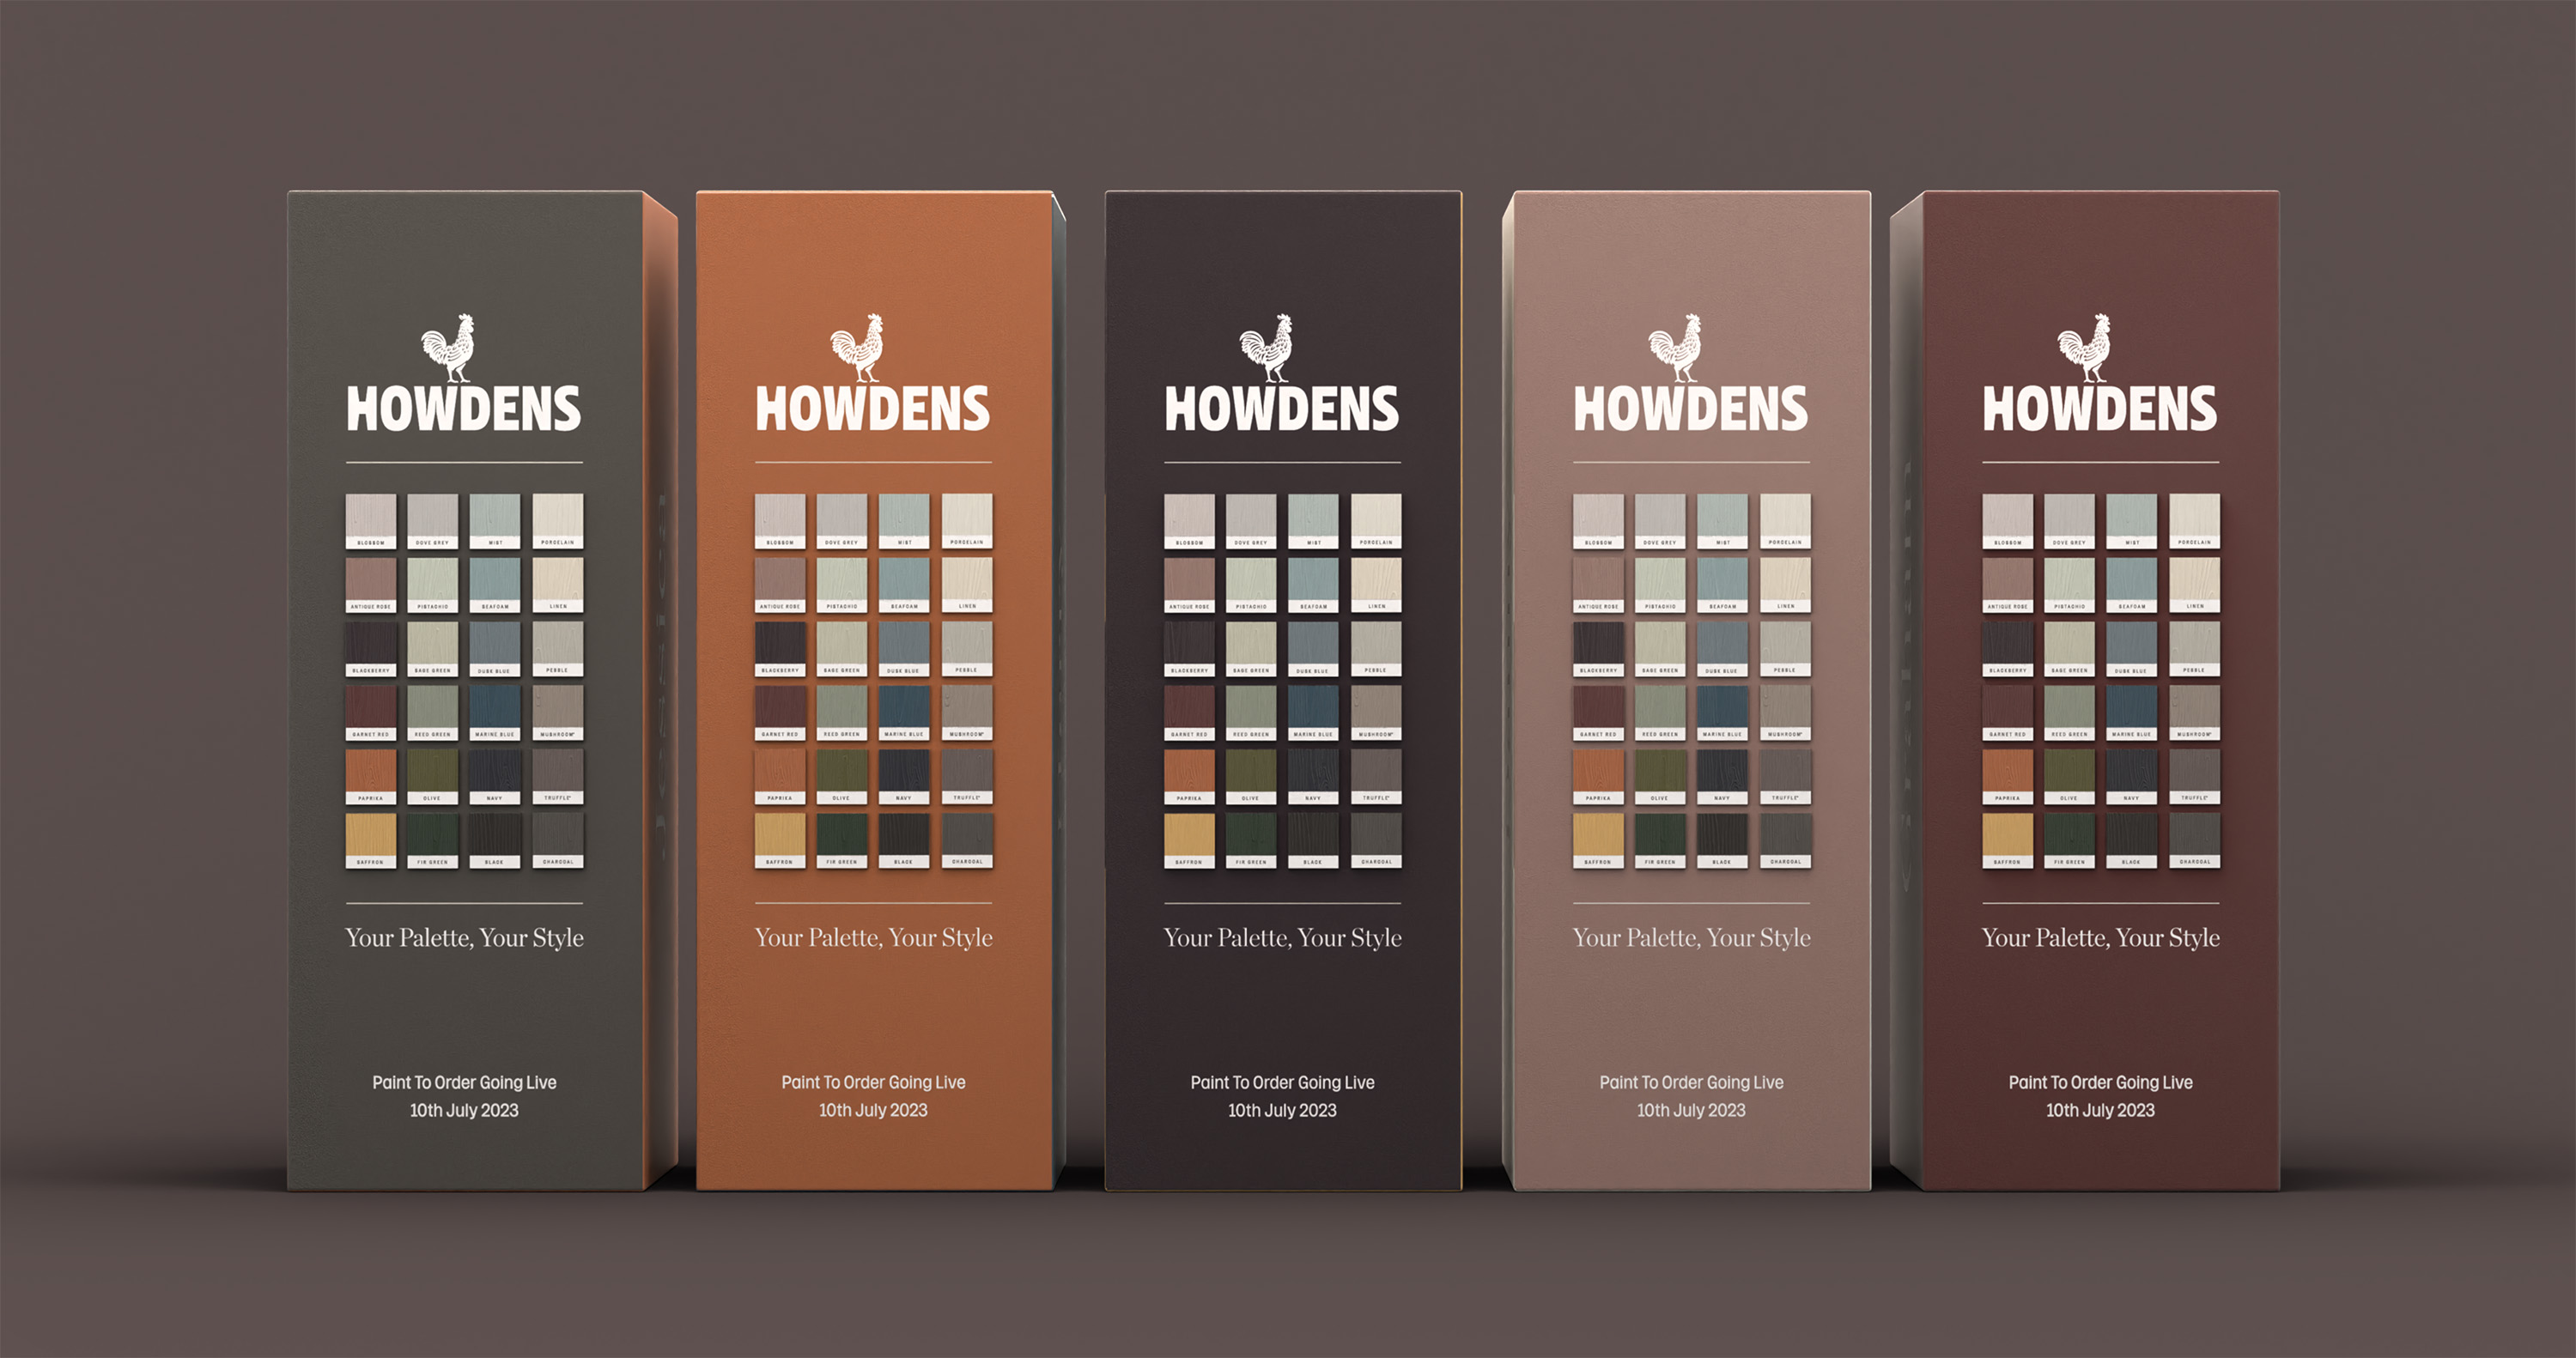 HOWDENS
BLOSSOM DOVE GREY MIST PORCELAIN
ANTIQUE ROSE PISTACHIO SEAFOAM LINEN
BLACKBERRY SAGE GREEN DUSK BLUE PEBBLE
GARNET RED REED GREEN MARINE BLUE MUSHROOM*
PAPRIKA OLIVE NAVY TRUFFLE*
SAFFRON FIR GREEN BLACK CHARCOAL
Your Palette, Your Style
Paint To Order Going Live
10th July 2023
HOWDENS
BLOSSOM DOVE GREY MIST PORCELAIN
ANTIQUE ROSE PISTACHIO SEAFOAM LINEN
BLACKBERRY SAGE GREEN DUSK BLUE PEBBLE
GARNET RED REED GREEN MARINE BLUE MUSHROOM*
PAPRIKA OLIVE NAVY TRUFFLE*
SAFFRON FIR GREEN BLACK CHARCOAL
Your Palette, Your Style
Paint To Order Going Live
10th July 2023
HOWDENS
BLOSSOM DOVE GREY MIST PORCELAIN
ANTIQUE ROSE PISTACHIO SEAFOAM LINEN
BLACKBERRY SAGE GREEN DUSK BLUE PEBBLE
GARNET RED REED GREEN MARINE BLUE MUSHROOM*
PAPRIKA OLIVE NAVY TRUFFLE*
SAFFRON FIR GREEN BLACK CHARCOAL
Your Palette, Your Style
Paint To Order Going Live
10th July 2023
HOWDENS
BLOSSOM DOVE GREY MIST PORCELAIN
ANTIQUE ROSE PISTACHIO SEAFOAM LINEN
BLACKBERRY SAGE GREEN DUSK BLUE PEBBLE
GARNET RED REED GREEN MARINE BLUE MUSHROOM*
PAPRIKA OLIVE NAVY TRUFFLE*
SAFFRON FIR GREEN BLACK CHARCOAL
Your Palette, Your Style
Paint To Order Going Live
10th July 2023
HOWDENS
BLOSSOM DOVE GREY MIST PORCELAIN
ANTIQUE ROSE PISTACHIO SEAFOAM LINEN
BLACKBERRY SAGE GREEN DUSK BLUE PEBBLE
GARNET RED REED GREEN MARINE BLUE MUSHROOM*
PAPRIKA OLIVE NAVY TRUFFLE*
SAFFRON FIR GREEN BLACK CHARCOAL
Your Palette, Your Style
Paint To Order Going Live
10th July 2023